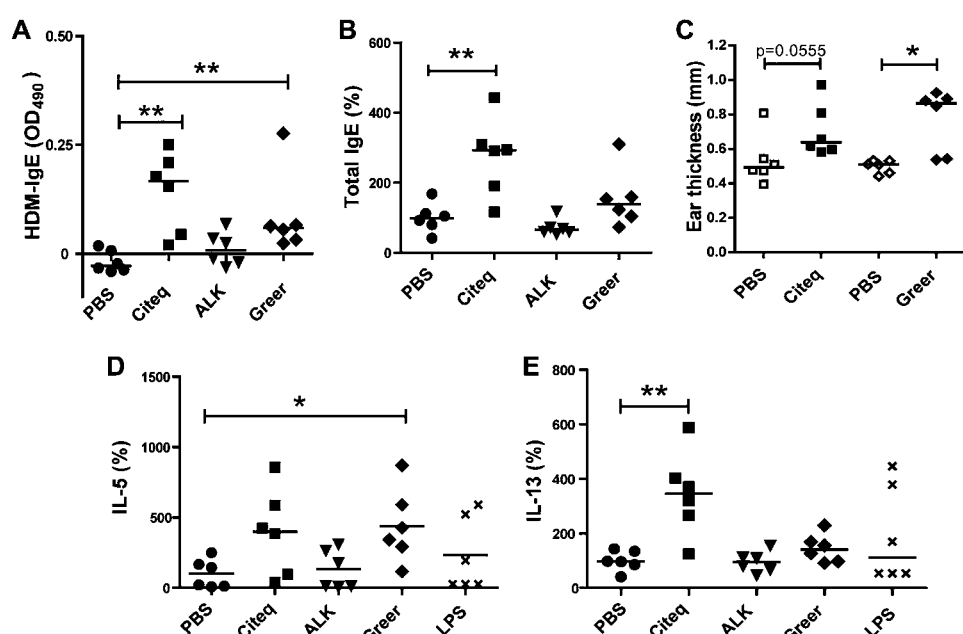 A
HDM-IgE (OD490)
0.50
0.25
0
**
**
PBS
Citeq
ALK
Greer
B
Total IgE (%)
600
400
200
0
**
PBS
Citeq
ALK
Greer
C
Ear thickness (mm)
1.2
1.0
0.8
0.6
0.4
0.2
0.0
p=0.0555
*
PBS
Citeq
PBS
Greer
D
IL-5 (%)
1500
1000
500
0
*
PBS
Citeq
ALK
Greer
LPS
E
IL-13 (%)
800
600
400
200
0
**
PBS
Citeq
ALK
Greer
LPS